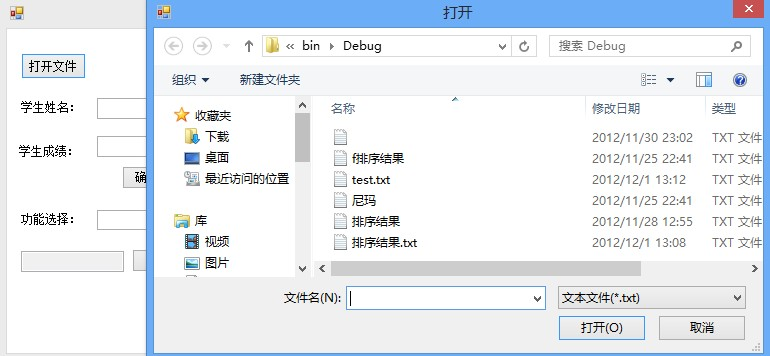 打开
打开文件
学生姓名:
学生成绩:
功能选择:
« bin Debug
搜索 Debug
组织 新建文件夹
收藏夹
下载
桌面
最近访问的位置
库
视频
图片
名称 修改日期 类型
2012/11/30 23:02 TXT 文件
f排序结果 2012/11/25 22:41 TXT 文件
test.txt 2012/12/1 13:12 TXT 文件
尼玛 2012/11/25 22:41 TXT 文件
排序结果 2012/11/28 12:55 TXT 文件
排序结果.txt 2012/12/1 13:08 TXT 文件
文件名(N):
文本文件(*.txt)
打开(O) 取消